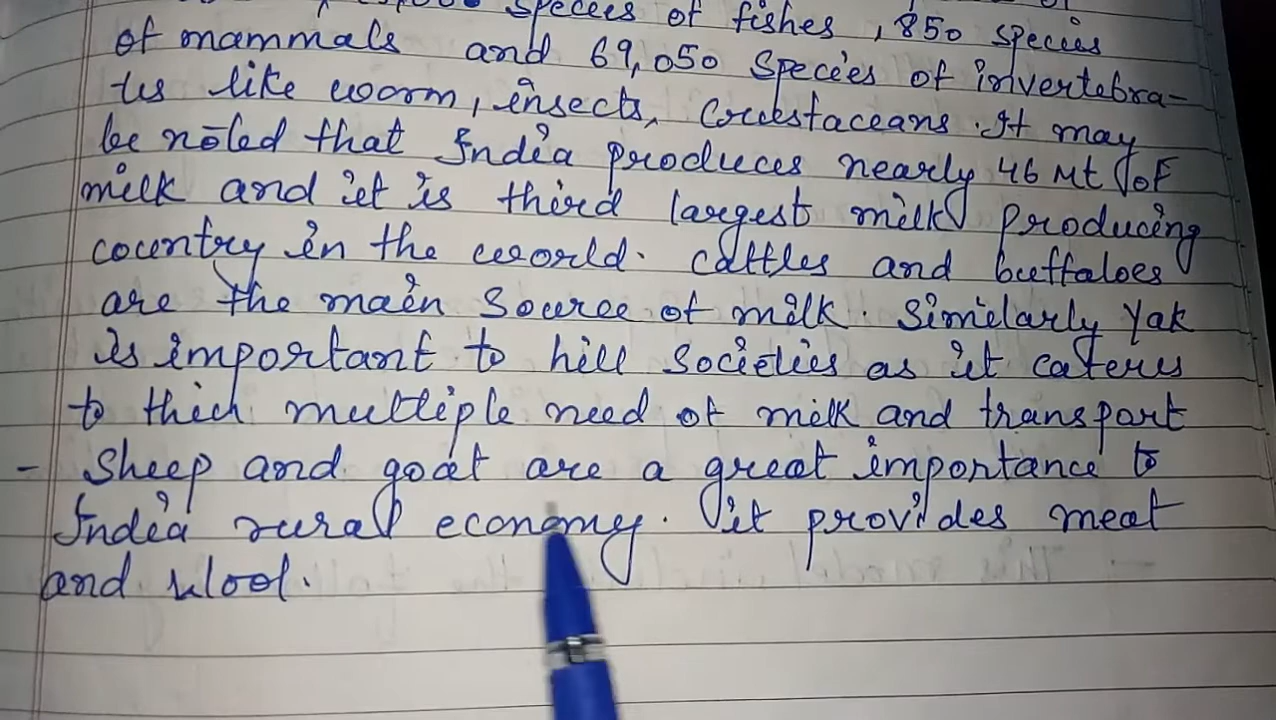 species of fishes, 850 species
of mammals and 69,050 species of invertebra-
tes like worm, insects, Crustaceans. It may
be noted that India produces nearly 46 Mt of
milk and it is third largest milk producing
country in the world. Cattles and buffaloes
are the main source of milk. Similarly Yak
is important to hill societies as it caters
to their multiple need of milk and transport
- Sheep and goat are a great importance to
India rural economy. it provides meat
and wool.